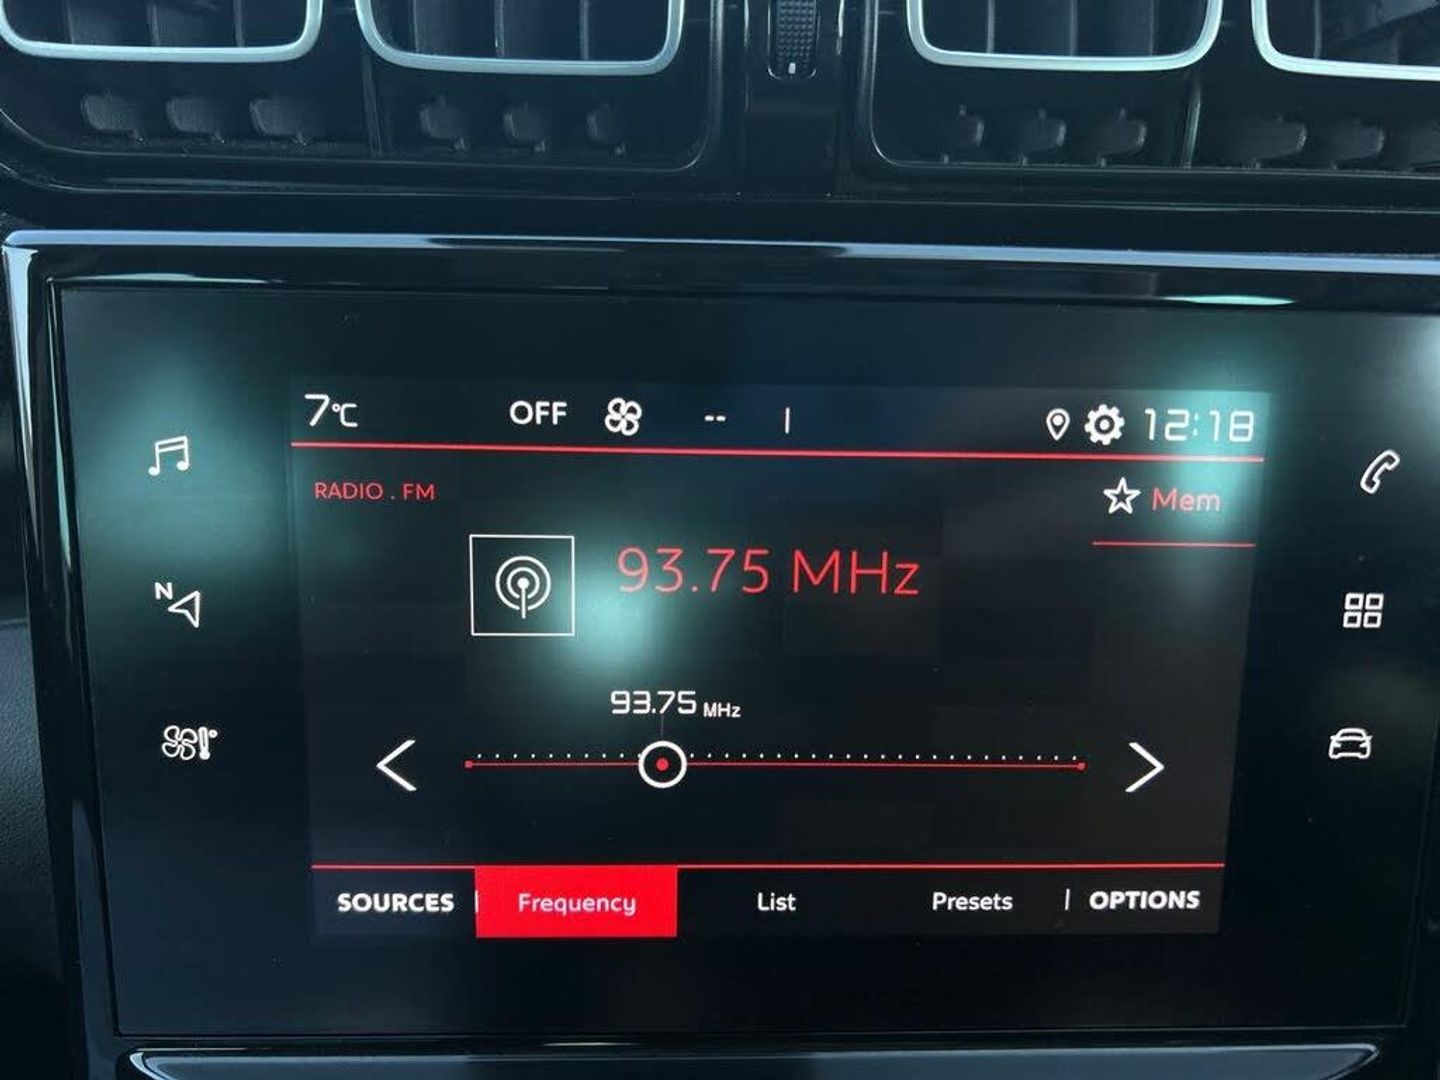 7°C OFF -- 12:18
RADIO . FM
Mem
93.75 MHz
93.75 MHz
N
SOURCES Frequency List Presets OPTIONS